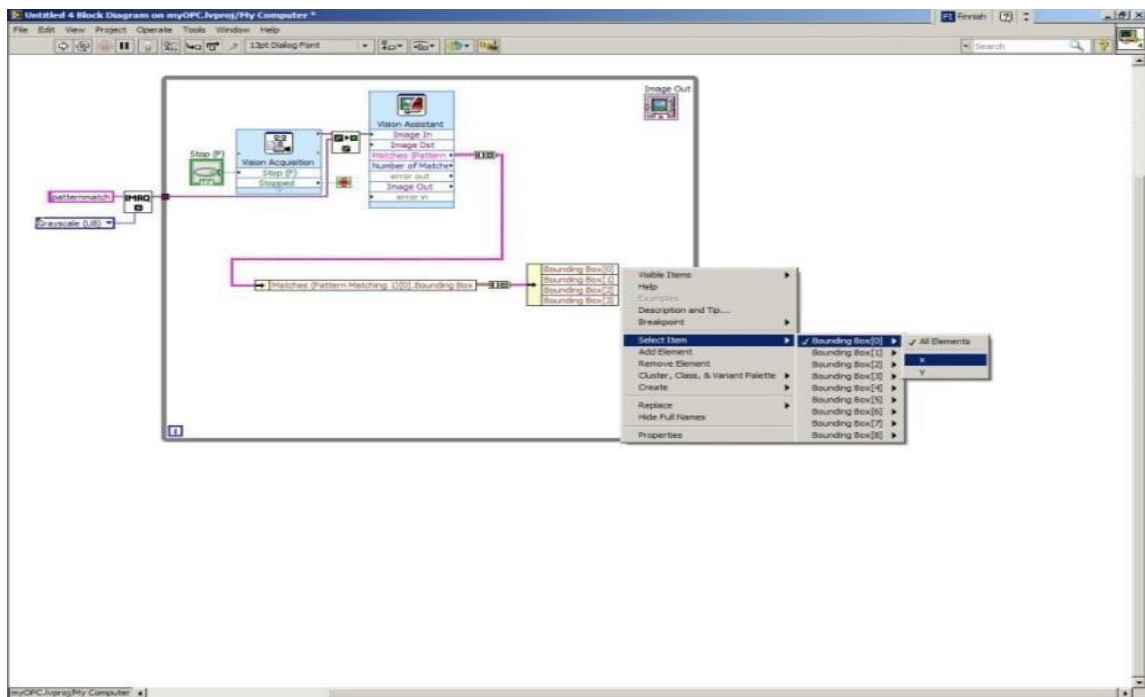 Untitled 4 Block Diagram on myOPC.lvproj/My Computer *
FI Finnish
File Edit View Project Operate Tools Window Help
13pt Dialog Font
Search
Image Out
Vision Assistant
Image In
Image Dst
Matches (Pattern
Number of Matche
error out
Image Out
error in
Stop (F)
TF
Vision Acquisition
Stop (F)
Stopped
patternmatch
IMAQ
Grayscale (U8)
Matches (Pattern Matching 1)[0].Bounding Box
Bounding Box[0]
Bounding Box[1]
Bounding Box[2]
Bounding Box[3]
Visible Items
Help
Examples
Description and Tip...
Breakpoint
Select Item
Add Element
Remove Element
Cluster, Class, & Variant Palette
Create
Replace
Hide Full Names
Properties
Bounding Box[0]
Bounding Box[1]
Bounding Box[2]
Bounding Box[3]
Bounding Box[4]
Bounding Box[5]
Bounding Box[6]
Bounding Box[7]
Bounding Box[8]
All Elements
X
Y
i
myOPC.lvproj/My Computer